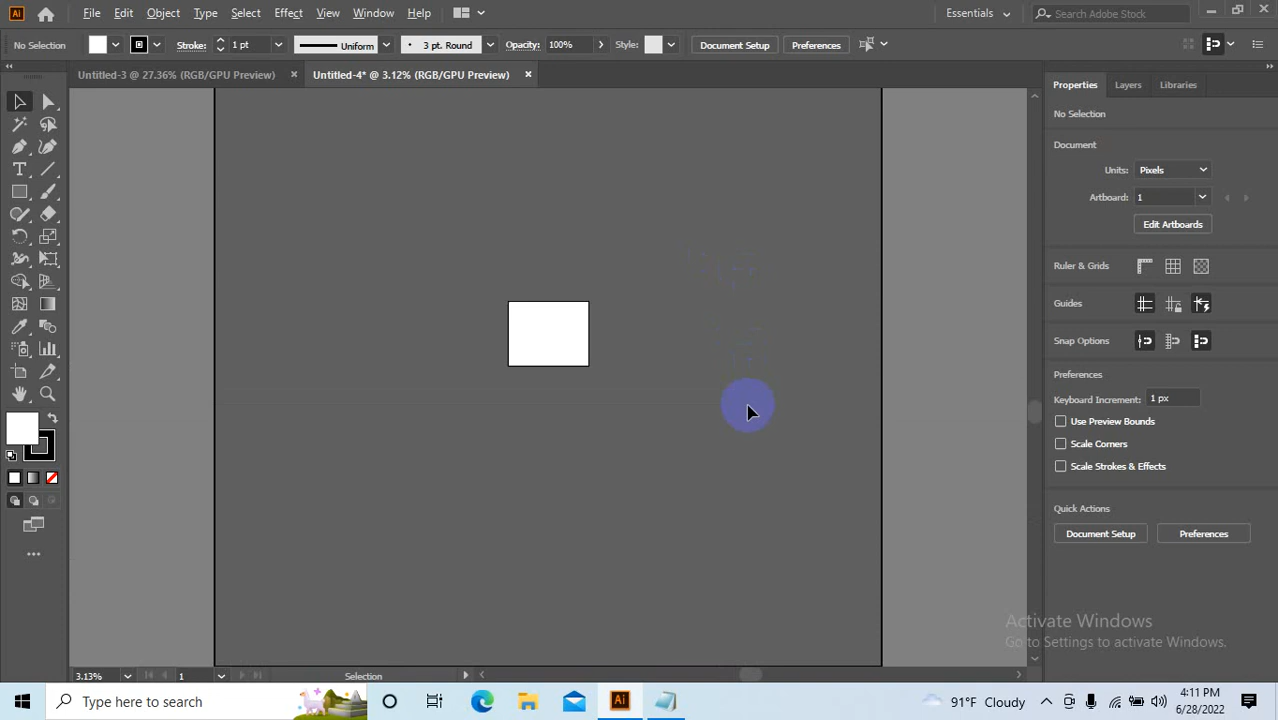 Ai File Edit Object Type Select Effect View Window Help Essentials Search Adobe Stock
No Selection Stroke: 1 pt Uniform 3 pt. Round Opacity: 100% Style: Document Setup Preferences
Untitled-3 @ 27.36% (RGB/GPU Preview) Untitled-4* @ 3.12% (RGB/GPU Preview)
Properties Layers Libraries
No Selection
Document
Units: Pixels
Artboard: 1
Edit Artboards
Ruler & Grids
Guides
Snap Options
Preferences
Keyboard Increment: 1 px
Use Preview Bounds
Scale Corners
Scale Strokes & Effects
Quick Actions
Document Setup Preferences
Activate Windows
Go to Settings to activate Windows.
3.13% 1 Selection
Type here to search Ai 91°F Cloudy 4:11 PM
6/28/2022